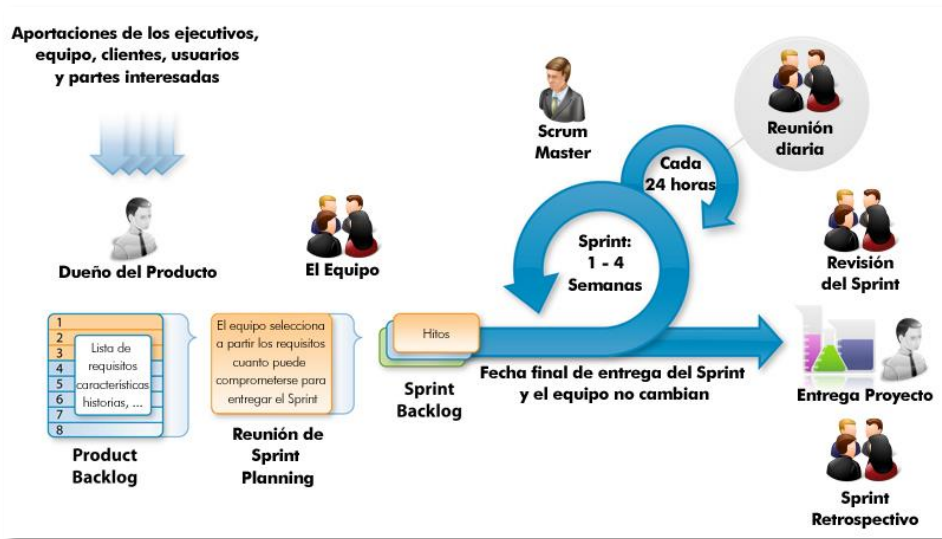 Aportaciones de los ejecutivos,
equipo, clientes, usuarios
y partes interesadas
Dueño del Producto
El Equipo
Scrum
Master
Cada
24 horas
Reunión
diaria
Sprint:
1 - 4
Semanas
Revisión
del Sprint
1
2
3
4
5
6
7
8
Lista de
requisitos
características
historias, ...
Product
Backlog
El equipo selecciona
a partir los requisitos
cuanto puede
comprometerse para
entregar el Sprint
Reunión de
Sprint
Planning
Hitos
Sprint
Backlog
Fecha final de entrega del Sprint
y el equipo no cambian
Entrega Proyecto
Sprint
Retrospectivo